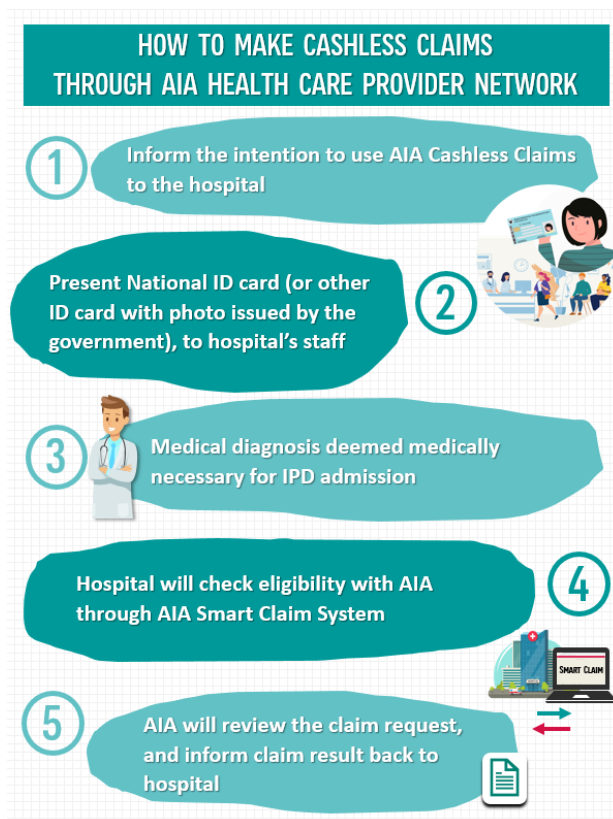 HOW TO MAKE CASHLESS CLAIMS
THROUGH AIA HEALTH CARE PROVIDER NETWORK
1
Inform the intention to use AIA Cashless Claims
to the hospital
Present National ID card (or other
ID card with photo issued by the
government), to hospital's staff
2
3
Medical diagnosis deemed medically
necessary for IPD admission
Hospital will check eligibility with AIA
through AIA Smart Claim System
4
SMART CLAIM
5
AIA will review the claim request,
and inform claim result back to
hospital